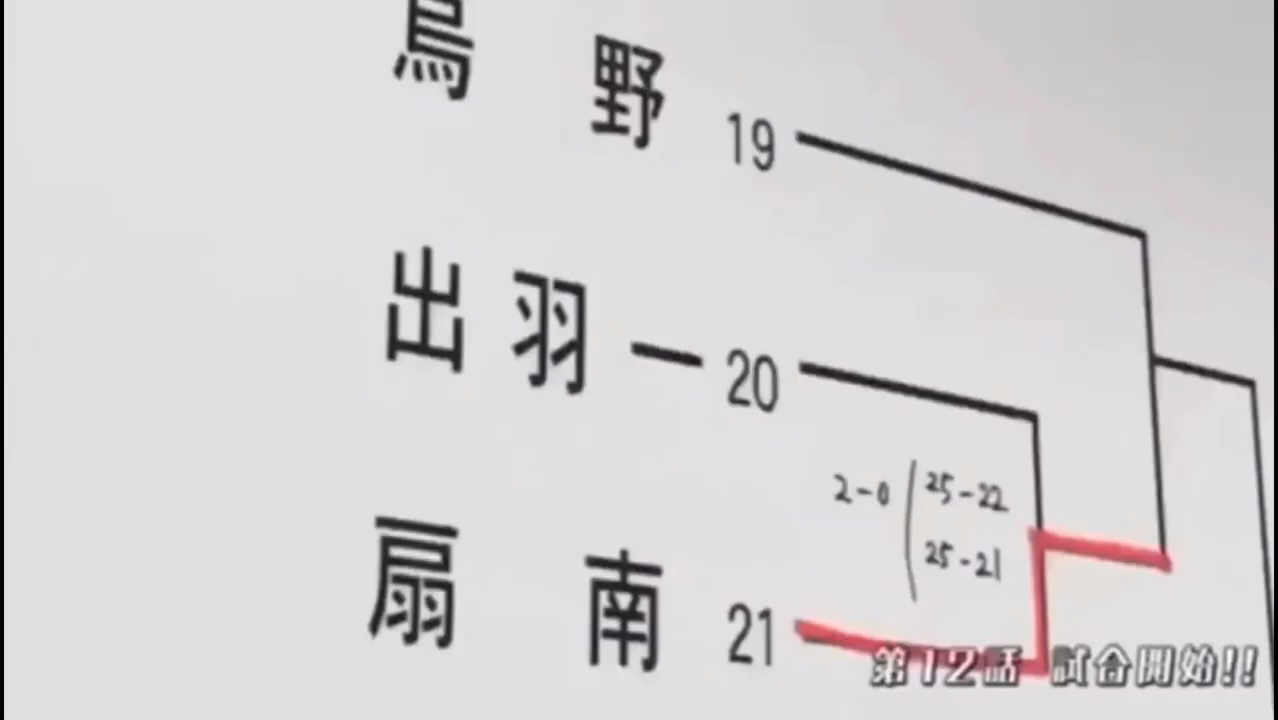 烏 野 19
出 羽 一 20
2-0 25-22
25-21
扇 南 21
第12話 試合開始!!